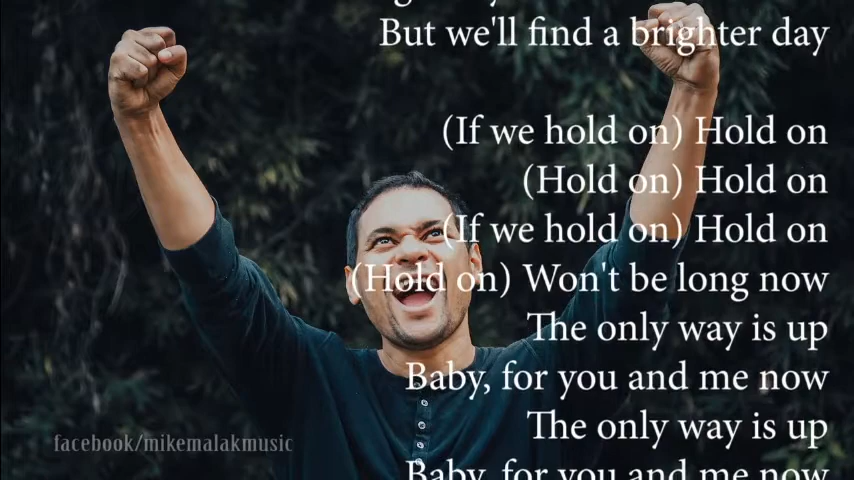 But we'll find a brighter day
(If we hold on) Hold on
(Hold on) Hold on
(If we hold on) Hold on
(Hold on) Won't be long now
The only way is up
Baby, for you and me now
The only way is up
Baby, for you and me now
facebook/mikemalakmusic